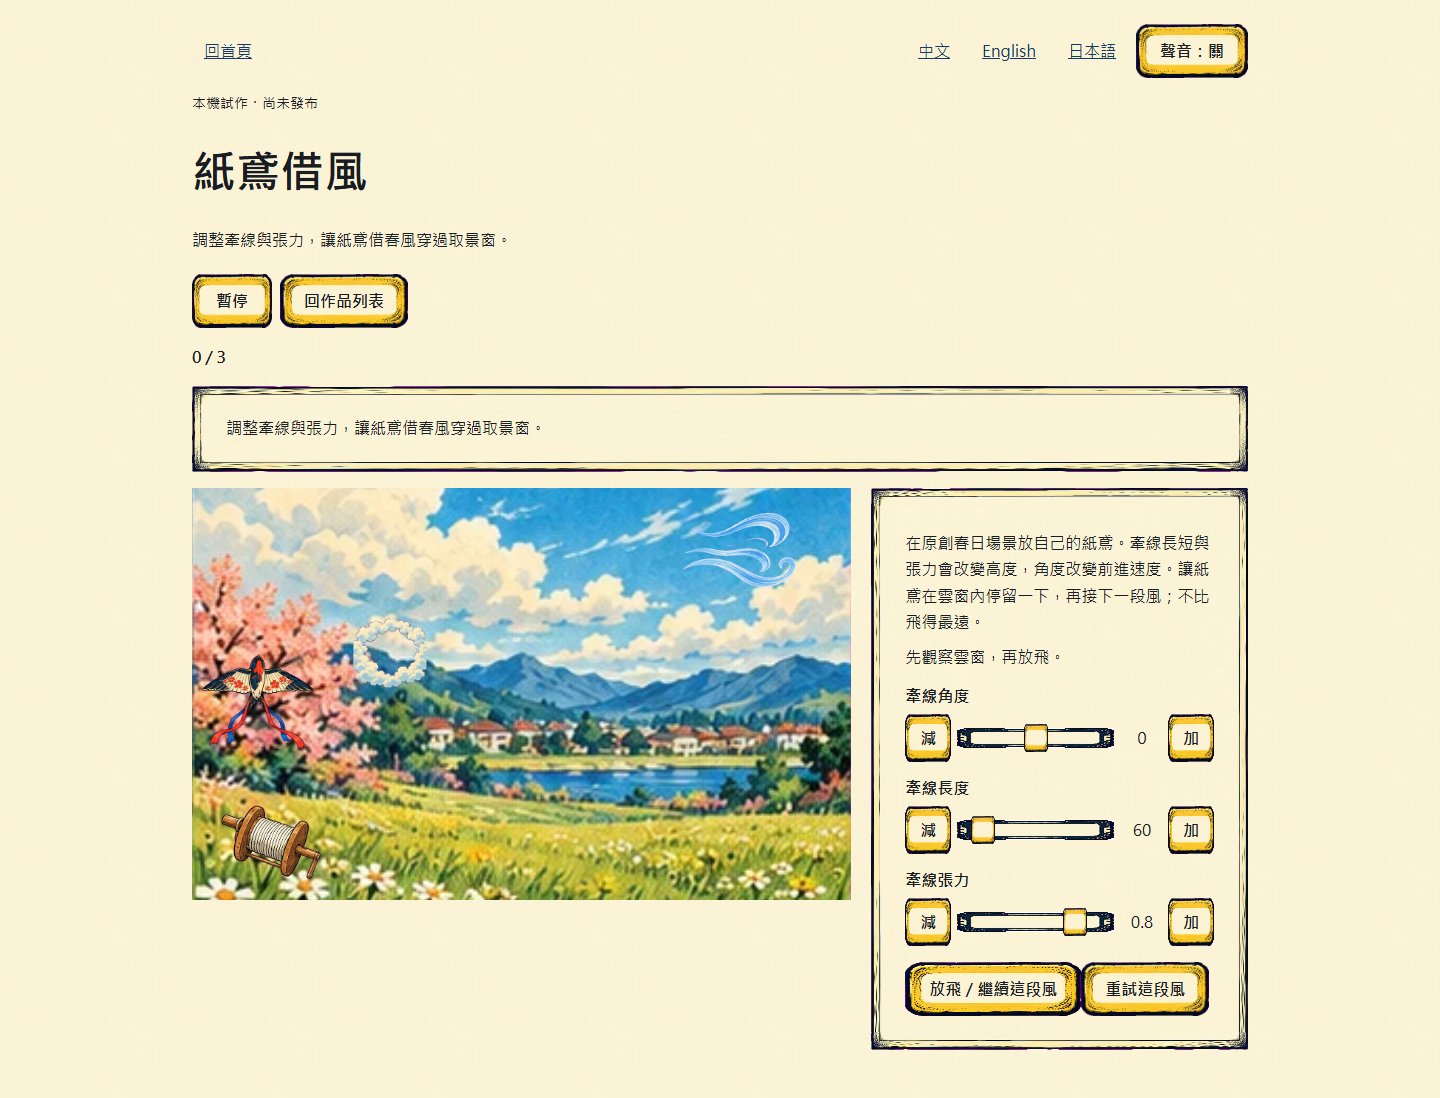 回首頁
中文 English 日本語 聲音：關
本機試作・尚未發布
紙鳶借風
調整牽線與張力，讓紙鳶借春風穿過取景窗。
暫停 回作品列表
0 / 3
調整牽線與張力，讓紙鳶借春風穿過取景窗。
在原創春日場景放自己的紙鳶。牽線長短與
張力會改變高度，角度改變前進速度。讓紙
鳶在雲窗內停留一下，再接下一段風；不比
飛得最遠。
先觀察雲窗，再放飛。
牽線角度
減 0 加
牽線長度
減 60 加
牽線張力
減 0.8 加
放飛 / 繼續這段風 重試這段風